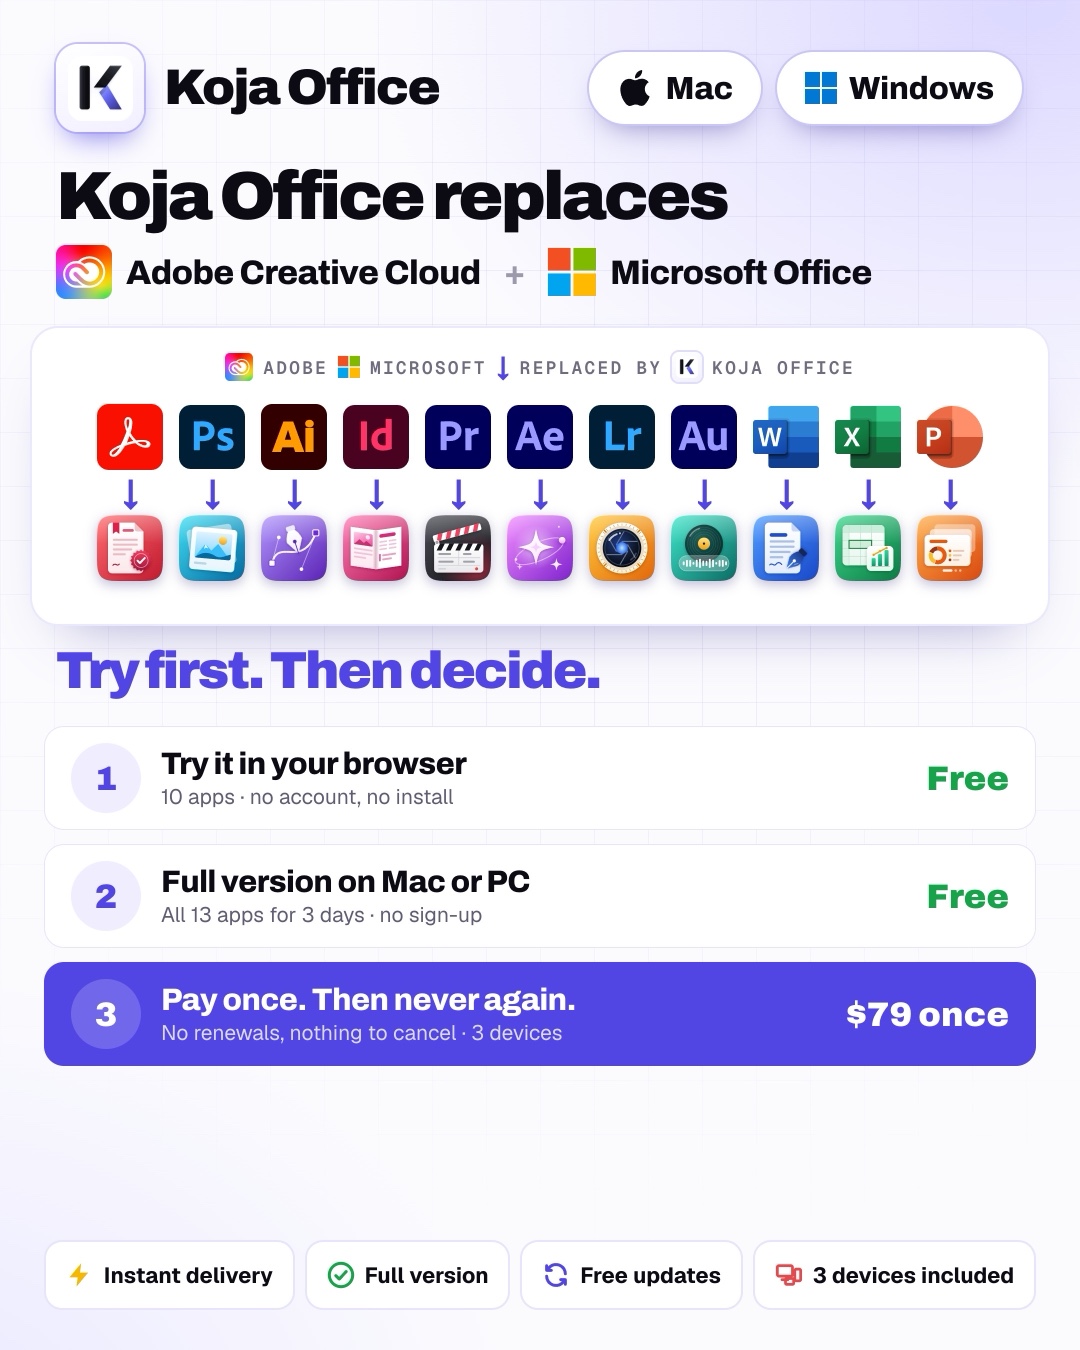 K Koja Office
Mac
Windows
Koja Office replaces
Adobe Creative Cloud + Microsoft Office
ADOBE MICROSOFT ↓ REPLACED BY K KOJA OFFICE
Ps Ai Id Pr Ae Lr Au W X P
Try first. Then decide.
1 Try it in your browser
10 apps · no account, no install
Free
2 Full version on Mac or PC
All 13 apps for 3 days · no sign-up
Free
3 Pay once. Then never again.
No renewals, nothing to cancel · 3 devices
$79 once
Instant delivery
Full version
Free updates
3 devices included